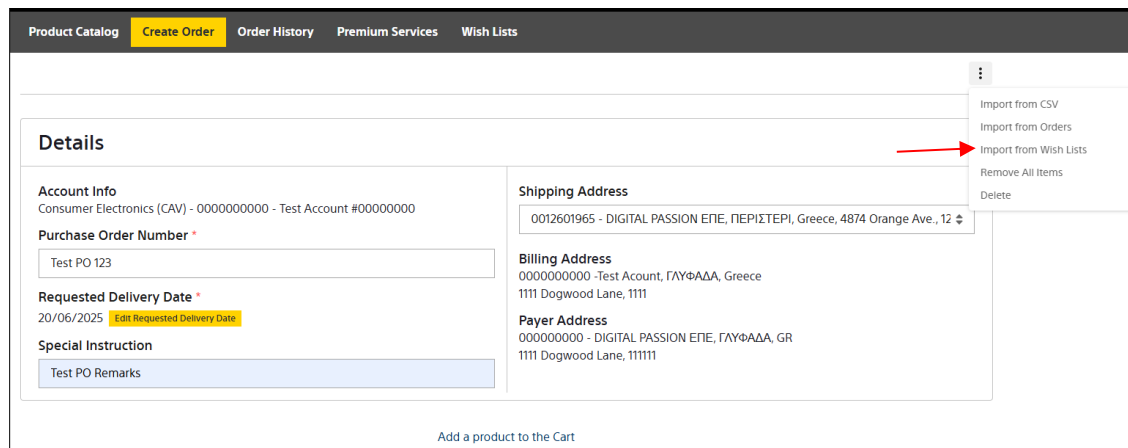 Product Catalog
Create Order
Order History
Premium Services
Wish Lists
Import from CSV
Import from Orders
Import from Wish Lists
Remove All Items
Delete
Details
Account Info
Consumer Electronics (CAV) - 0000000000 - Test Account #00000000
Purchase Order Number *
Test PO 123
Requested Delivery Date *
20/06/2025 Edit Requested Delivery Date
Special Instruction
Test PO Remarks
Shipping Address
0012601965 - DIGITAL PASSION ΕΠΕ, ΠΕΡΙΣΤΕΡΙ, Greece, 4874 Orange Ave., 12
Billing Address
0000000000 -Test Acount, ΓΛΥΦΑΔΑ, Greece
1111 Dogwood Lane, 1111
Payer Address
000000000 - DIGITAL PASSION ΕΠΕ, ΓΛΥΦΑΔΑ, GR
1111 Dogwood Lane, 111111
Add a product to the Cart